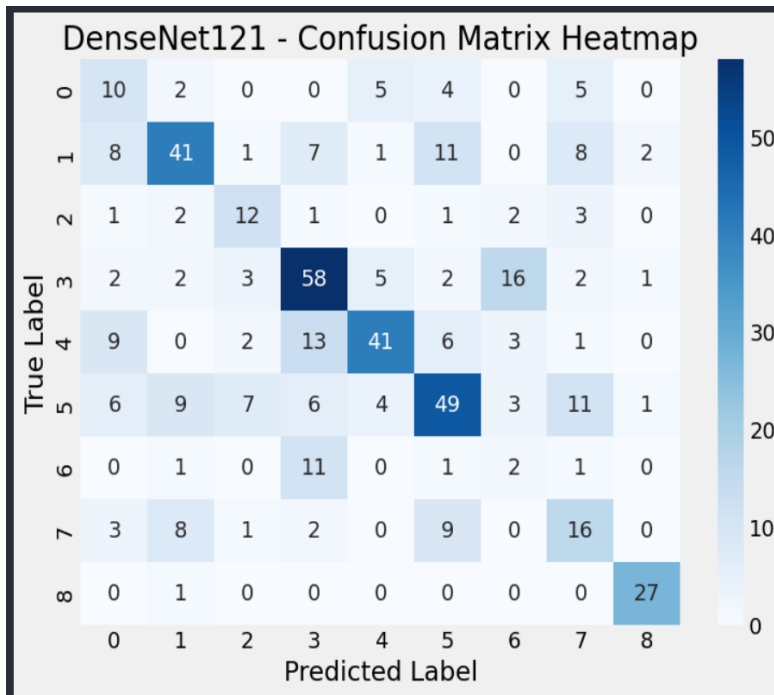 DenseNet121 - Confusion Matrix Heatmap
0 10 2 0 0 5 4 0 5 0
1 8 41 1 7 1 11 0 8 2
2 1 2 12 1 0 1 2 3 0
3 2 2 3 58 5 2 16 2 1
4 9 0 2 13 41 6 3 1 0
5 6 9 7 6 4 49 3 11 1
6 0 1 0 11 0 1 2 1 0
7 3 8 1 2 0 9 0 16 0
8 0 1 0 0 0 0 0 0 27
0 1 2 3 4 5 6 7 8
Predicted Label
True Label
50
40
30
20
10
0